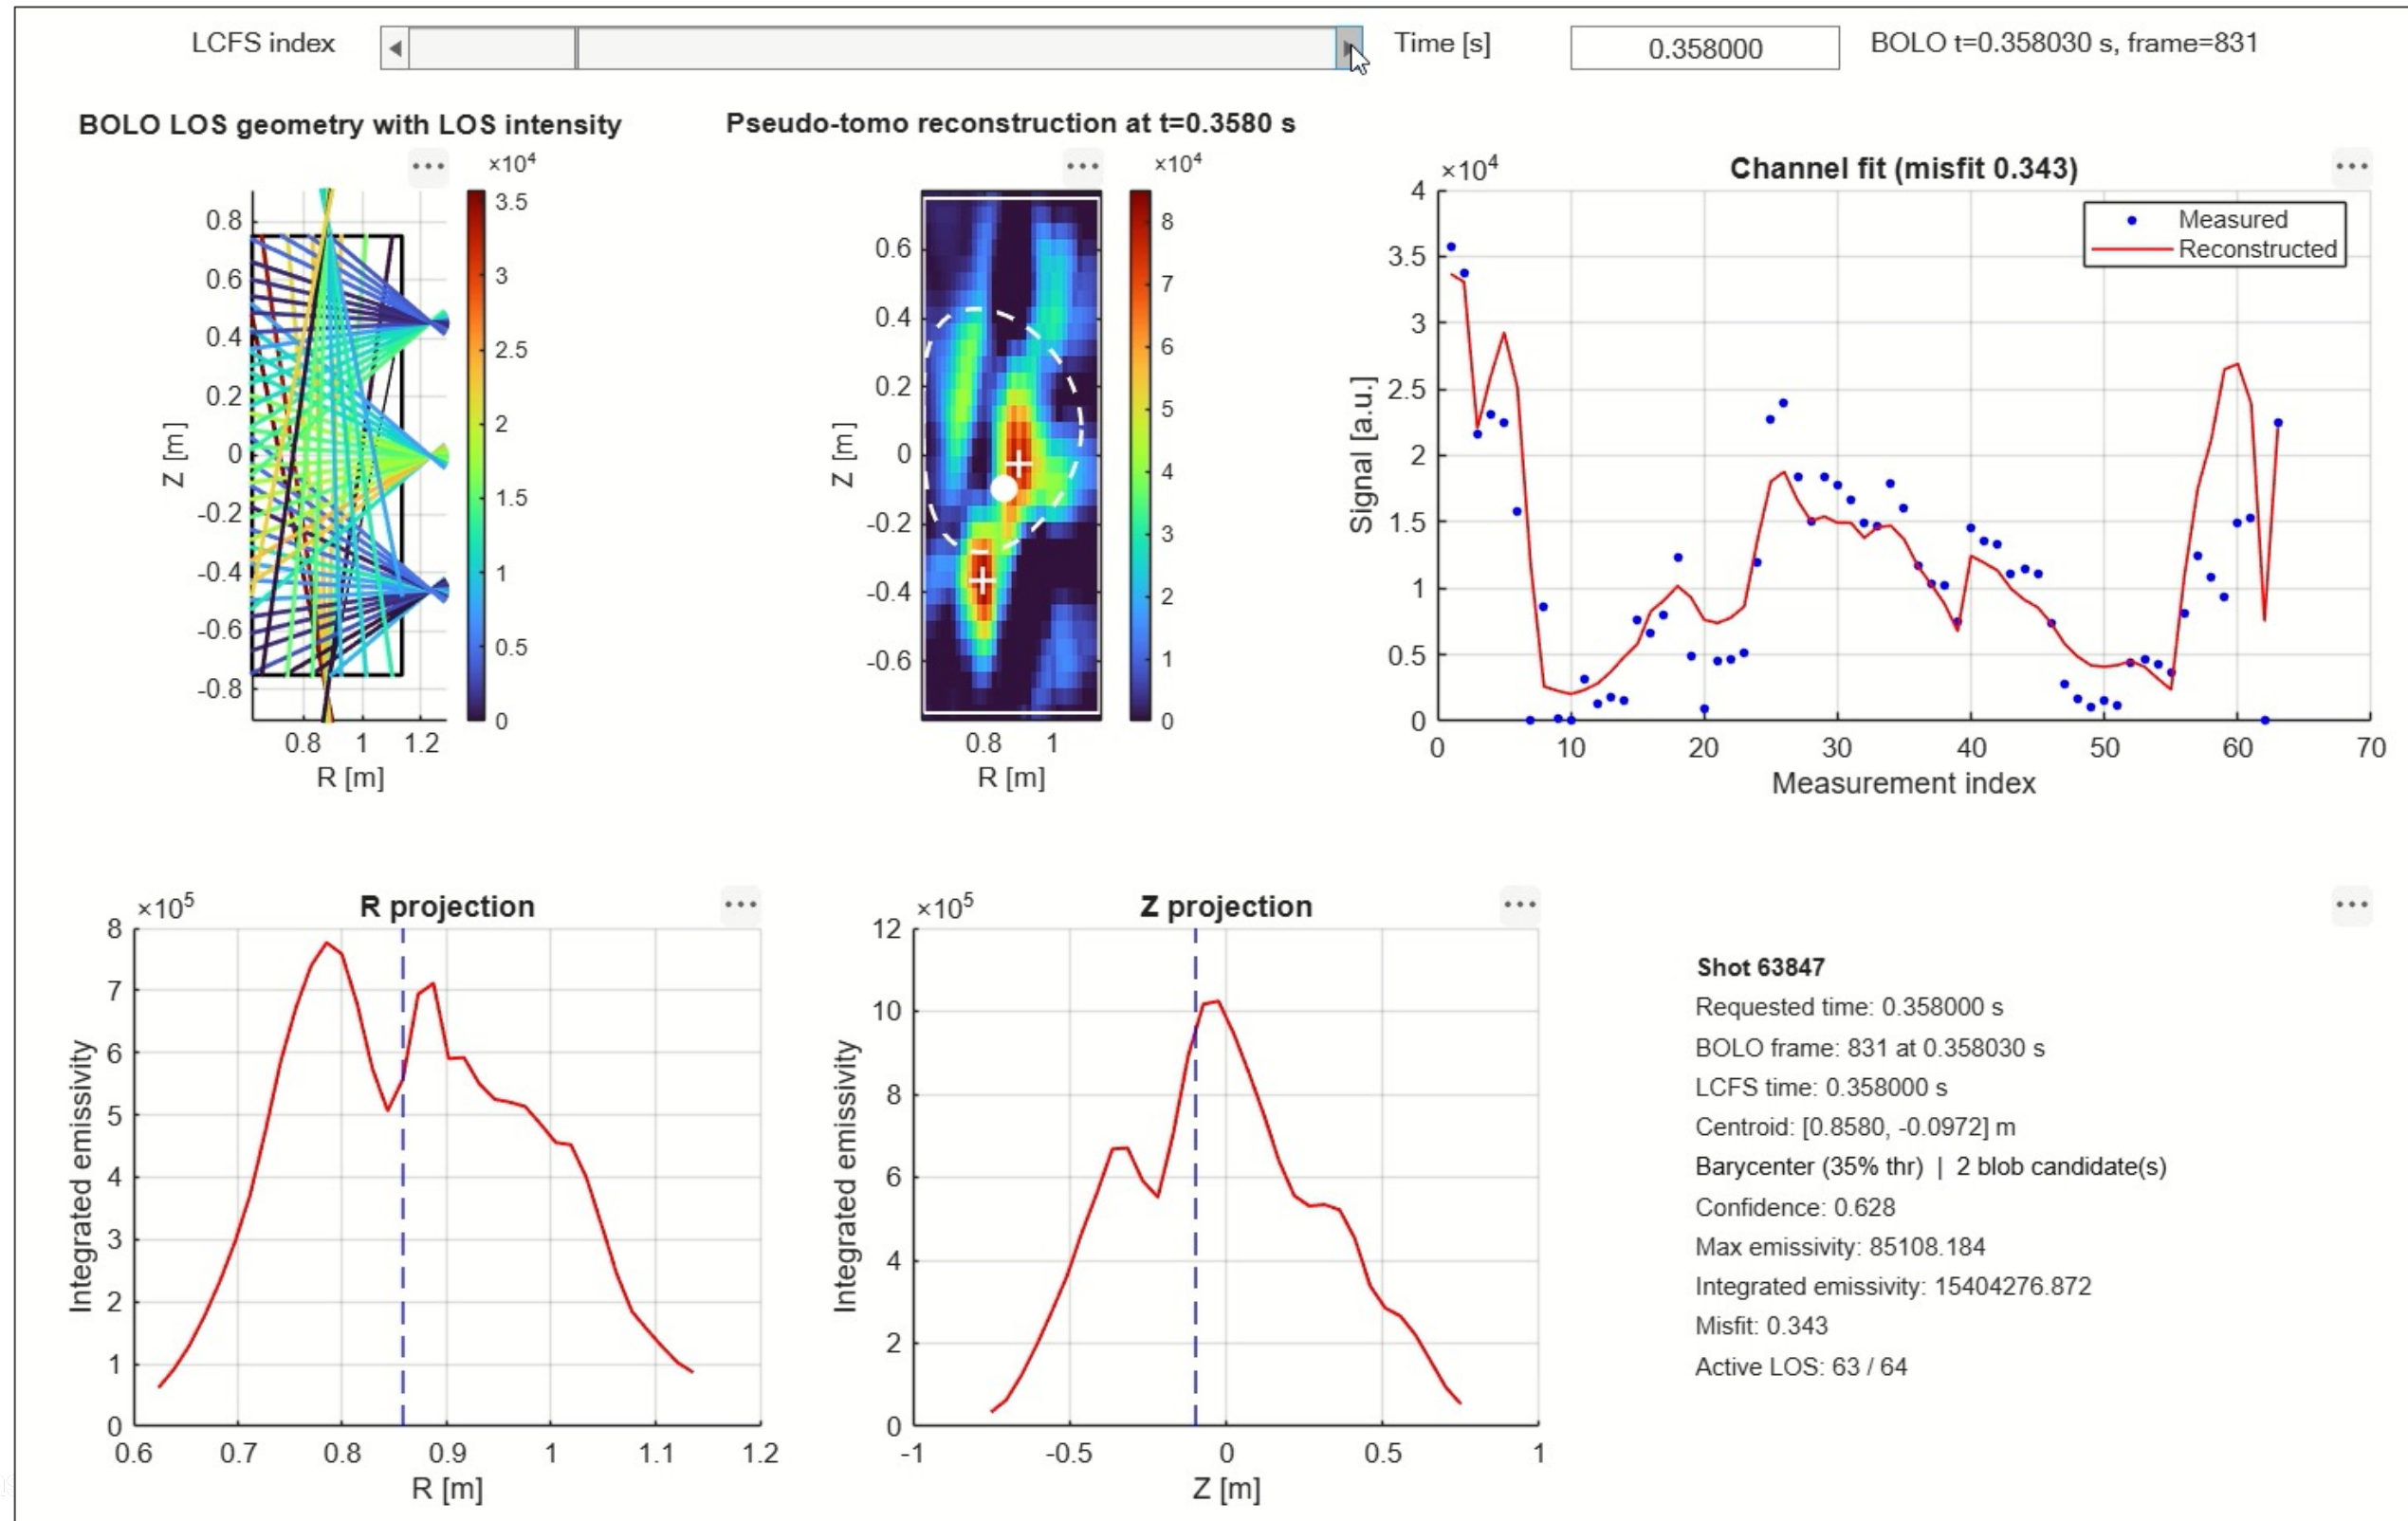 LCFS index
Time [s]
0.358000
BOLO t=0.358030 s, frame=831
BOLO LOS geometry with LOS intensity
×10⁴
0.8
0.6
0.4
0.2
0
-0.2
-0.4
-0.6
-0.8
Z [m]
0.8 1 1.2
R [m]
3.5
3
2.5
2
1.5
1
0.5
0
Pseudo-tomo reconstruction at t=0.3580 s
×10⁴
0.6
0.4
0.2
0
-0.2
-0.4
-0.6
Z [m]
0.8 1
R [m]
8
7
6
5
4
3
2
1
0
Channel fit (misfit 0.343)
×10⁴
Measured
Reconstructed
4
3.5
3
2.5
2
1.5
1
0.5
0
Signal [a.u.]
0 10 20 30 40 50 60 70
Measurement index
R projection
×10⁵
8
7
6
5
4
3
2
1
0
Integrated emissivity
0.6 0.7 0.8 0.9 1 1.1 1.2
R [m]
Z projection
×10⁵
12
10
8
6
4
2
0
Integrated emissivity
-1 -0.5 0 0.5 1
Z [m]
Shot 63847
Requested time: 0.358000 s
BOLO frame: 831 at 0.358030 s
LCFS time: 0.358000 s
Centroid: [0.8580, -0.0972] m
Barycenter (35% thr) | 2 blob candidate(s)
Confidence: 0.628
Max emissivity: 85108.184
Integrated emissivity: 15404276.872
Misfit: 0.343
Active LOS: 63 / 64